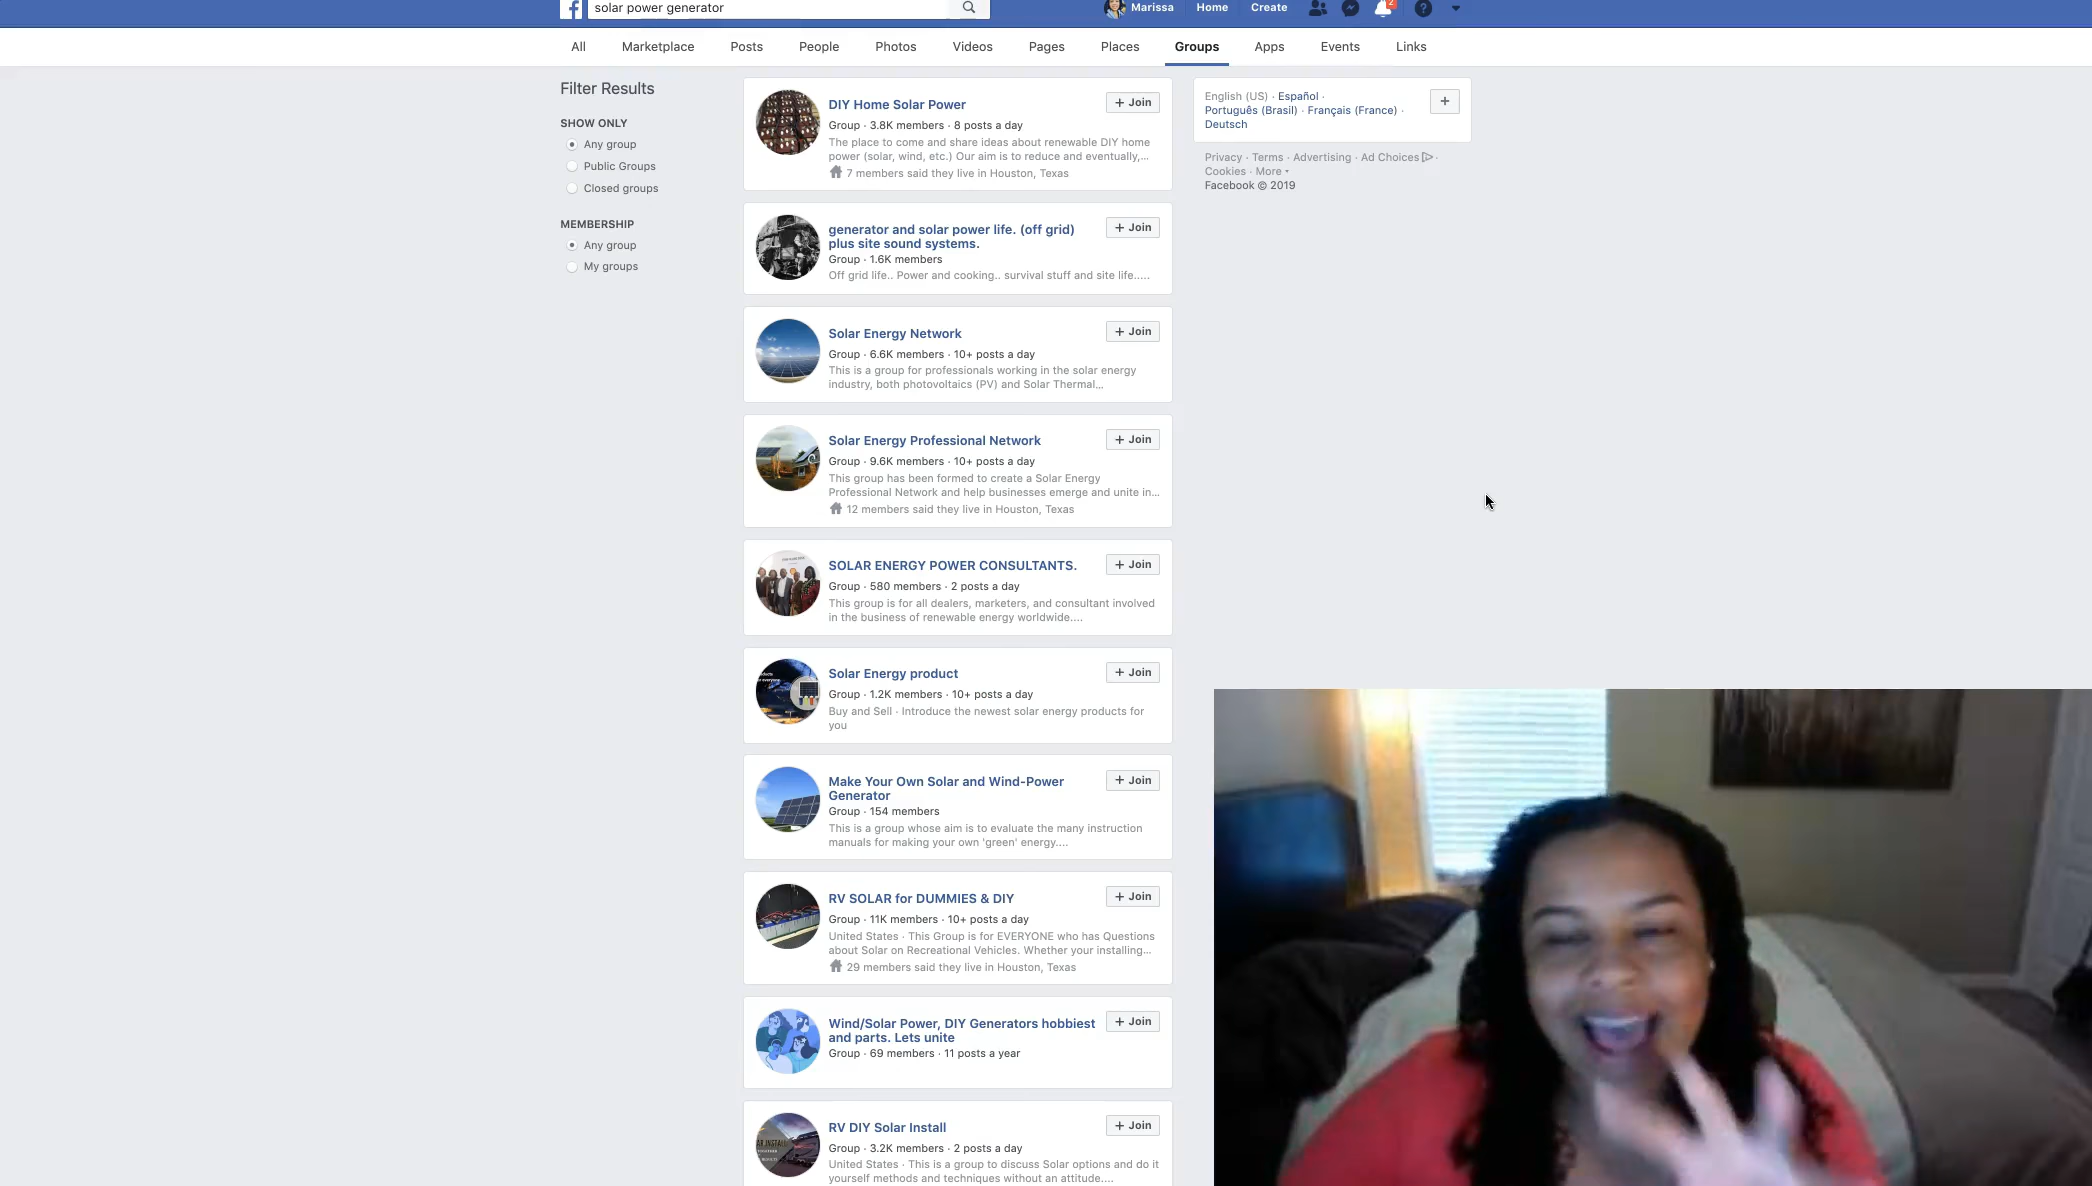 solar power generator
Marissa Home Create 2
All Marketplace Posts People Photos Videos Pages Places Groups Apps Events Links
Filter Results
SHOW ONLY
Any group
Public Groups
Closed groups
MEMBERSHIP
Any group
My groups
DIY Home Solar Power
+ Join
Group · 3.8K members · 8 posts a day
The place to come and share ideas about renewable DIY home
power (solar, wind, etc.) Our aim is to reduce and eventually,...
7 members said they live in Houston, Texas
generator and solar power life. (off grid)
plus site sound systems.
+ Join
Group · 1.6K members
Off grid life.. Power and cooking.. survival stuff and site life.....
Solar Energy Network
+ Join
Group · 6.6K members · 10+ posts a day
This is a group for professionals working in the solar energy
industry, both photovoltaics (PV) and Solar Thermal...
Solar Energy Professional Network
+ Join
Group · 9.6K members · 10+ posts a day
This group has been formed to create a Solar Energy
Professional Network and help businesses emerge and unite in...
12 members said they live in Houston, Texas
SOLAR ENERGY POWER CONSULTANTS.
+ Join
Group · 580 members · 2 posts a day
This group is for all dealers, marketers, and consultant involved
in the business of renewable energy worldwide....
Solar Energy product
+ Join
Group · 1.2K members · 10+ posts a day
Buy and Sell · Introduce the newest solar energy products for
you
Make Your Own Solar and Wind-Power
Generator
+ Join
Group · 154 members
This is a group whose aim is to evaluate the many instruction
manuals for making your own 'green' energy....
RV SOLAR for DUMMIES & DIY
+ Join
Group · 11K members · 10+ posts a day
United States · This Group is for EVERYONE who has Questions
about Solar on Recreational Vehicles. Whether your installing...
29 members said they live in Houston, Texas
Wind/Solar Power, DIY Generators hobbiest
and parts. Lets unite
+ Join
Group · 69 members · 11 posts a year
RV DIY Solar Install
+ Join
Group · 3.2K members · 2 posts a day
United States · This is a group to discuss Solar options and do it
yourself methods and techniques without an attitude....
English (US) · Español ·
Português (Brasil) · Français (France) ·
Deutsch
+
Privacy · Terms · Advertising · Ad Choices ·
Cookies · More
Facebook © 2019